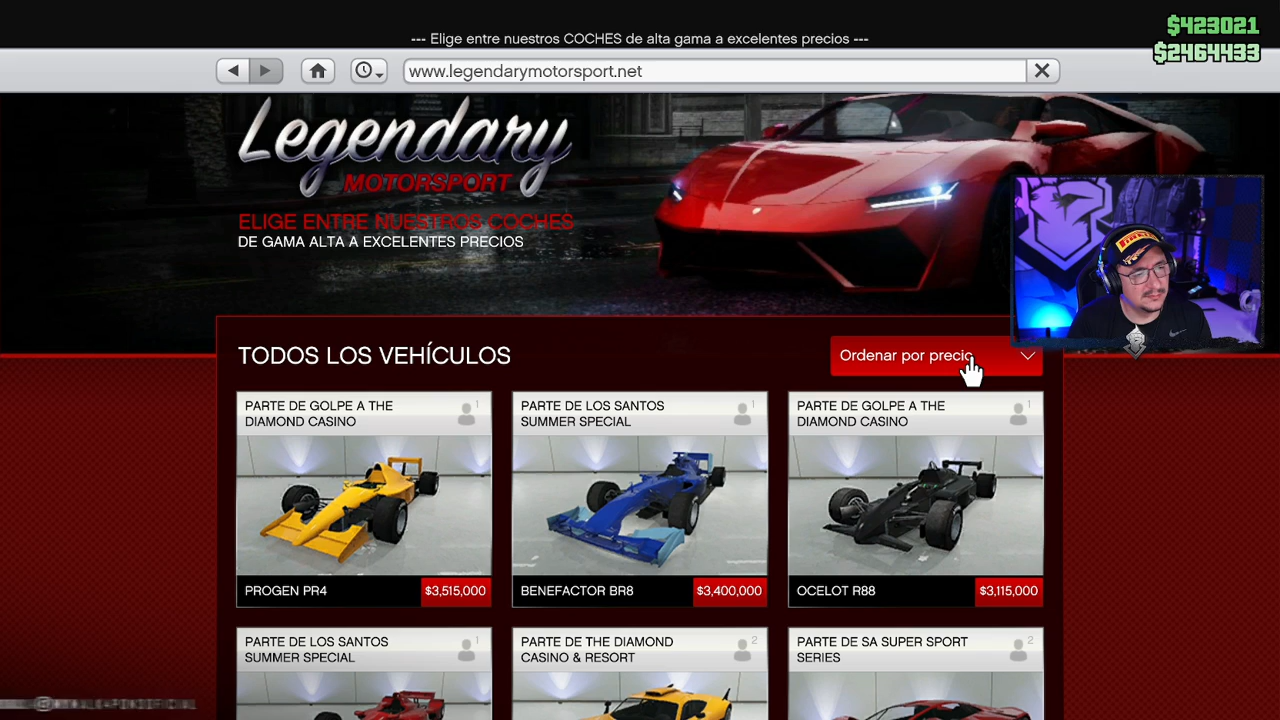 --- Elige entre nuestros COCHES de alta gama a excelentes precios ---
$423021
$2464433
www.legendarymotorsport.net
Legendary
MOTORSPORT
ELIGE ENTRE NUESTROS COCHES
DE GAMA ALTA A EXCELENTES PRECIOS
TODOS LOS VEHÍCULOS
Ordenar por precio
PARTE DE GOLPE A THE
DIAMOND CASINO
1
PROGEN PR4
$3,515,000
PARTE DE LOS SANTOS
SUMMER SPECIAL
1
BENEFACTOR BR8
$3,400,000
PARTE DE GOLPE A THE
DIAMOND CASINO
1
OCELOT R88
$3,115,000
PARTE DE LOS SANTOS
SUMMER SPECIAL
1
PARTE DE THE DIAMOND
CASINO & RESORT
2
PARTE DE SA SUPER SPORT
SERIES
2